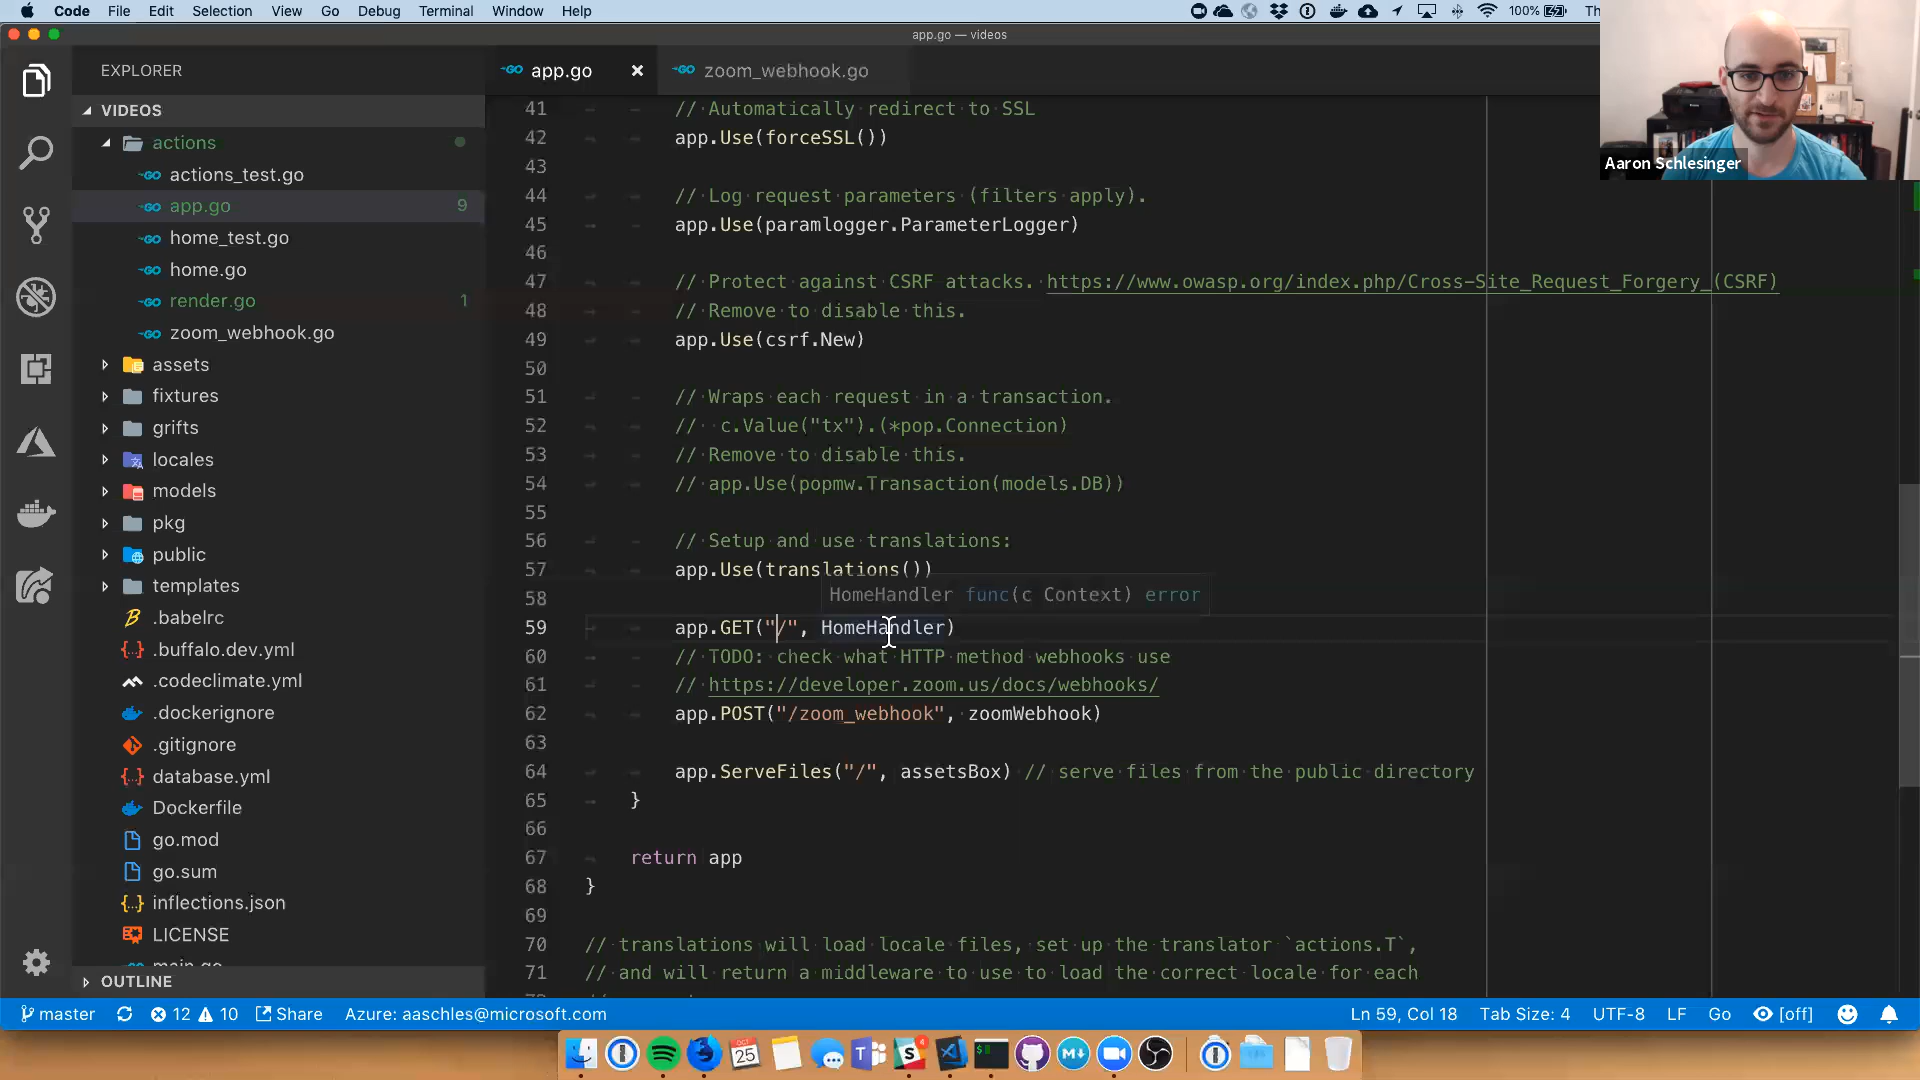 Code File Edit Selection View Go Debug Terminal Window Help
100% Th
app.go — videos
EXPLORER
app.go
zoom_webhook.go
VIDEOS
actions
actions_test.go
app.go 9
home_test.go
home.go
render.go 1
zoom_webhook.go
assets
fixtures
grifts
locales
models
pkg
public
templates
.babelrc
.buffalo.dev.yml
.codeclimate.yml
.dockerignore
.gitignore
database.yml
Dockerfile
go.mod
go.sum
inflections.json
LICENSE
main.go
OUTLINE
41 // Automatically redirect to SSL
42 app.Use(forceSSL())
43
44 // Log request parameters (filters apply).
45 app.Use(paramlogger.ParameterLogger)
46
47 // Protect against CSRF attacks. https://www.owasp.org/index.php/Cross-Site_Request_Forgery_(CSRF)
48 // Remove to disable this.
49 app.Use(csrf.New)
50
51 // Wraps each request in a transaction.
52 // c.Value("tx").(*pop.Connection)
53 // Remove to disable this.
54 // app.Use(popmw.Transaction(models.DB))
55
56 // Setup and use translations:
57 app.Use(translations())
58
HomeHandler func(c Context) error
59 app.GET("/", HomeHandler)
60 // TODO: check what HTTP method webhooks use
61 // https://developer.zoom.us/docs/webhooks/
62 app.POST("/zoom_webhook", zoomWebhook)
63
64 app.ServeFiles("/", assetsBox) // serve files from the public directory
65 }
66
67 return app
68 }
69
70 // translations will load locale files, set up the translator `actions.T`,
71 // and will return a middleware to use to load the correct locale for each
Aaron Schlesinger
master 12 10 Share Azure: aaschles@microsoft.com
Ln 59, Col 18 Tab Size: 4 UTF-8 LF Go [off]
OCT
25
4